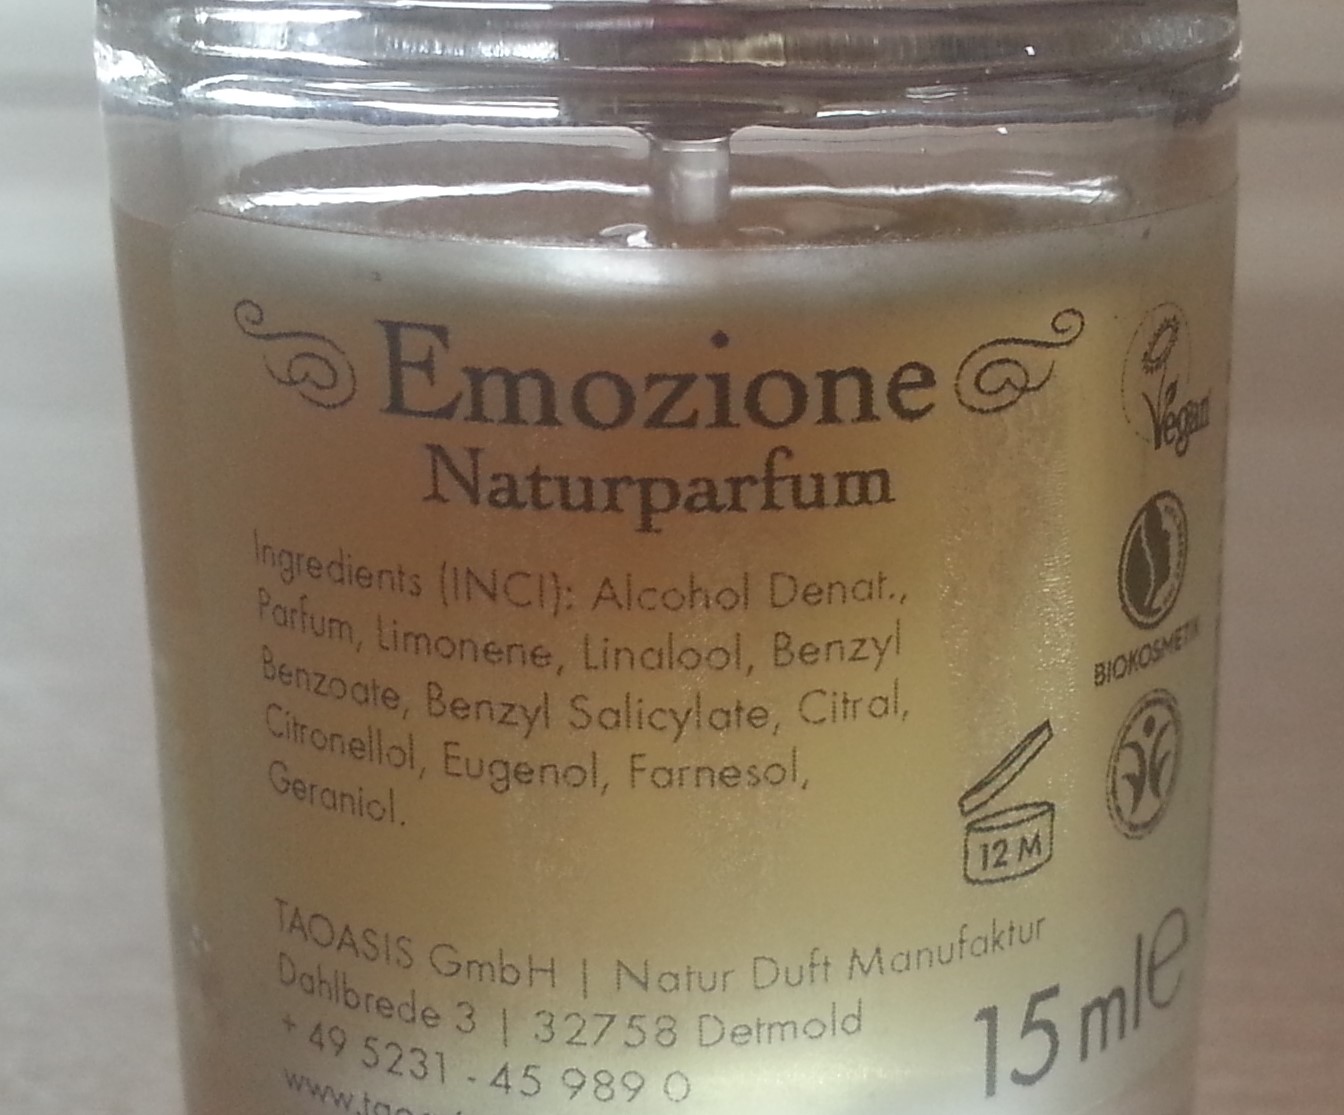 Emozione
Naturparfum
Ingredients (INCI): Alcohol Denat.,
Parfum, Limonene, Linalool, Benzyl
Benzoate, Benzyl Salicylate, Citral,
Citronellol, Eugenol, Farnesol,
Geraniol.
12 M
Vegan
BIOKOSMETIK
TAOASIS GmbH | Natur Duft Manufaktur
Dahlbrede 3 | 32758 Detmold
+ 49 5231 - 45 989 0
15 ml e